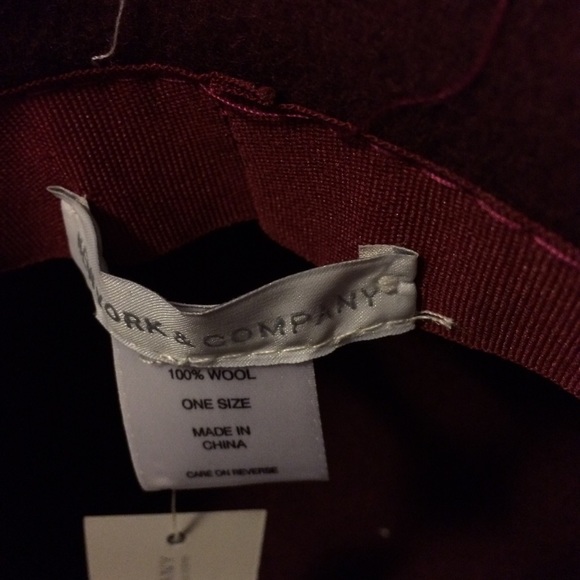 YORK & COMPANY
100% WOOL
ONE SIZE
MADE IN
CHINA
CARE ON REVERSE